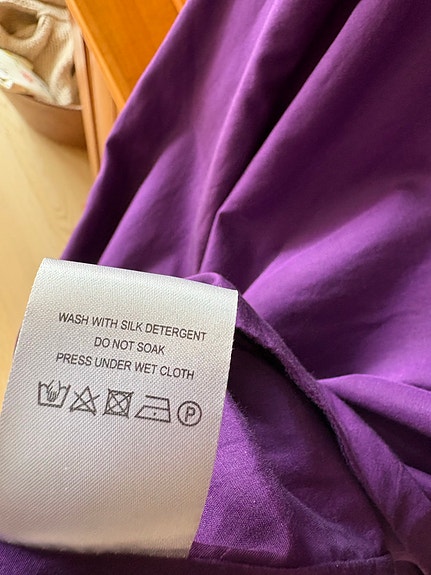 WASH WITH SILK DETERGENT
DO NOT SOAK
PRESS UNDER WET CLOTH
P